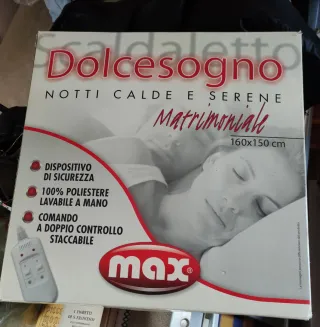 Scaldaletto
Dolcesogno
NOTTI CALDE E SERENE
Matrimoniale
160x150 cm
DISPOSITIVO
DI SICUREZZA
100% POLIESTERE
LAVABILE A MANO
COMANDO
A DOPPIO CONTROLLO
STACCABILE
max®